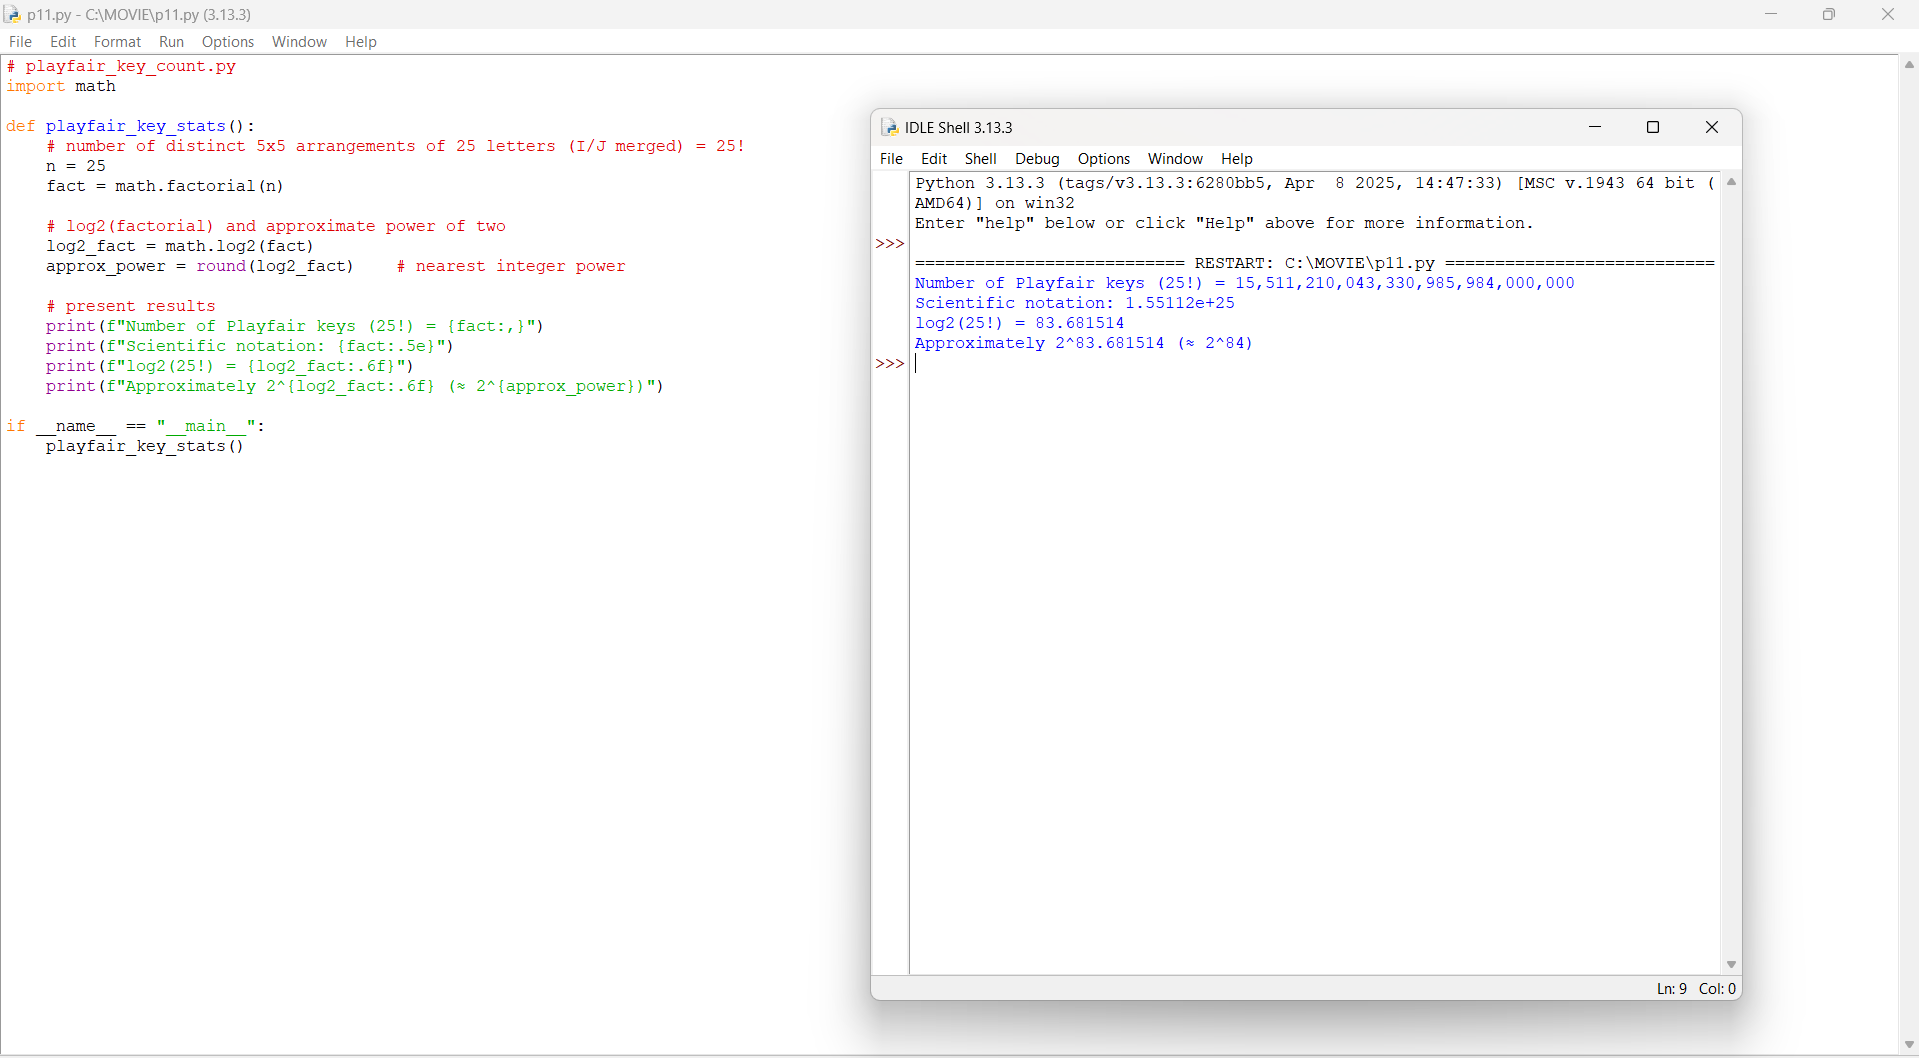 p11.py - C:\MOVIE\p11.py (3.13.3)
File Edit Format Run Options Window Help
# playfair_key_count.py
import math
def playfair_key_stats():
    # number of distinct 5x5 arrangements of 25 letters (I/J merged) = 25!
    n = 25
    fact = math.factorial(n)
    # log2(factorial) and approximate power of two
    log2_fact = math.log2(fact)
    approx_power = round(log2_fact)    # nearest integer power
    # present results
    print(f"Number of Playfair keys (25!) = {fact:,}")
    print(f"Scientific notation: {fact:.5e}")
    print(f"log2(25!) = {log2_fact:.6f}")
    print(f"Approximately 2^{log2_fact:.6f} (≈ 2^{approx_power})")
if __name__ == "__main__":
    playfair_key_stats()
IDLE Shell 3.13.3
File Edit Shell Debug Options Window Help
Python 3.13.3 (tags/v3.13.3:6280bb5, Apr  8 2025, 14:47:33) [MSC v.1943 64 bit (
AMD64)] on win32
Enter "help" below or click "Help" above for more information.
>>>
=========================== RESTART: C:\MOVIE\p11.py ===========================
Number of Playfair keys (25!) = 15,511,210,043,330,985,984,000,000
Scientific notation: 1.55112e+25
log2(25!) = 83.681514
Approximately 2^83.681514 (≈ 2^84)
>>>
Ln: 9 Col: 0